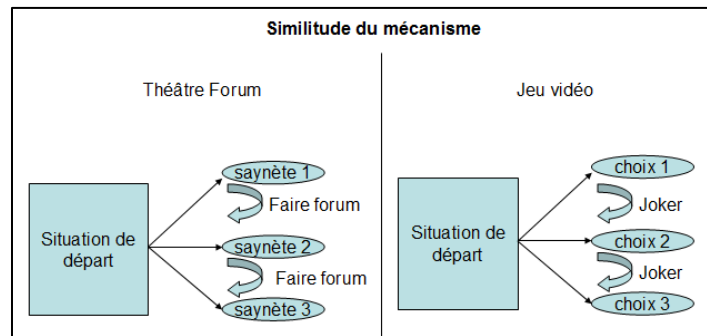 Similitude du mécanisme
Théâtre Forum
saynète 1
Faire forum
Situation de
départ
saynète 2
Faire forum
saynète 3
Jeu vidéo
choix 1
Joker
Situation de
départ
choix 2
Joker
choix 3